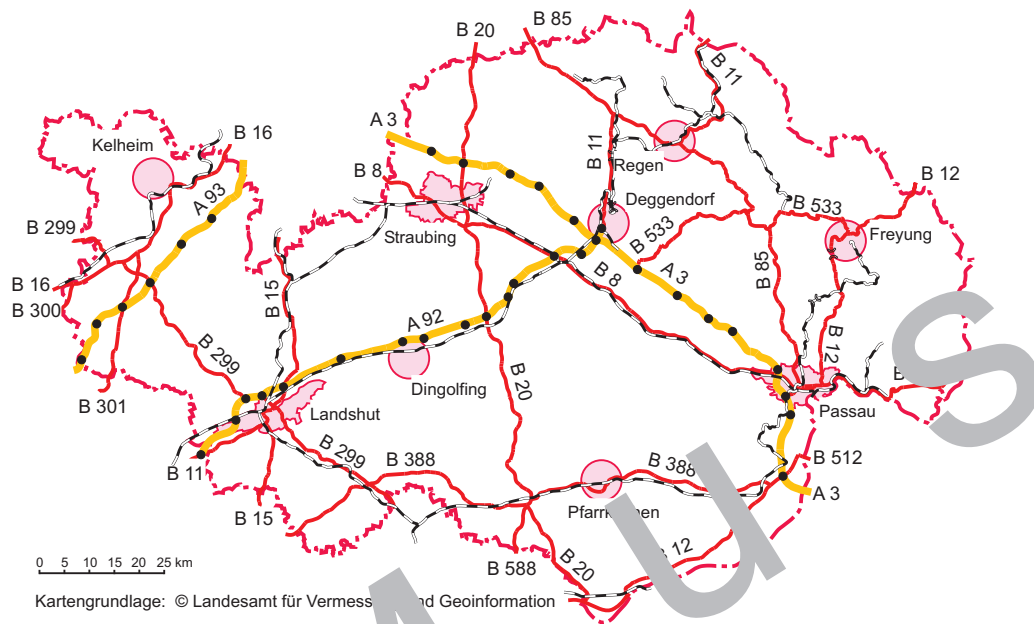 B 85
B 20
B 11
A 3
B 16
Kelheim
B 11
Regen
B 8
A 93
B 12
Deggendorf
B 533
B 299
Straubing
B 533
Freyung
B 8
A 3
B 85
B 16
B 15
B 300
A 92
B 12
B 299
B 20
Dingolfing
B 301
Landshut
Passau
B 11
B 299
B 388
B 388
B 512
A 3
B 15
B 588
B 20
12
0 5 10 15 20 25 km
Kartengrundlage: © Landesamt für und Geoinformation
A U S